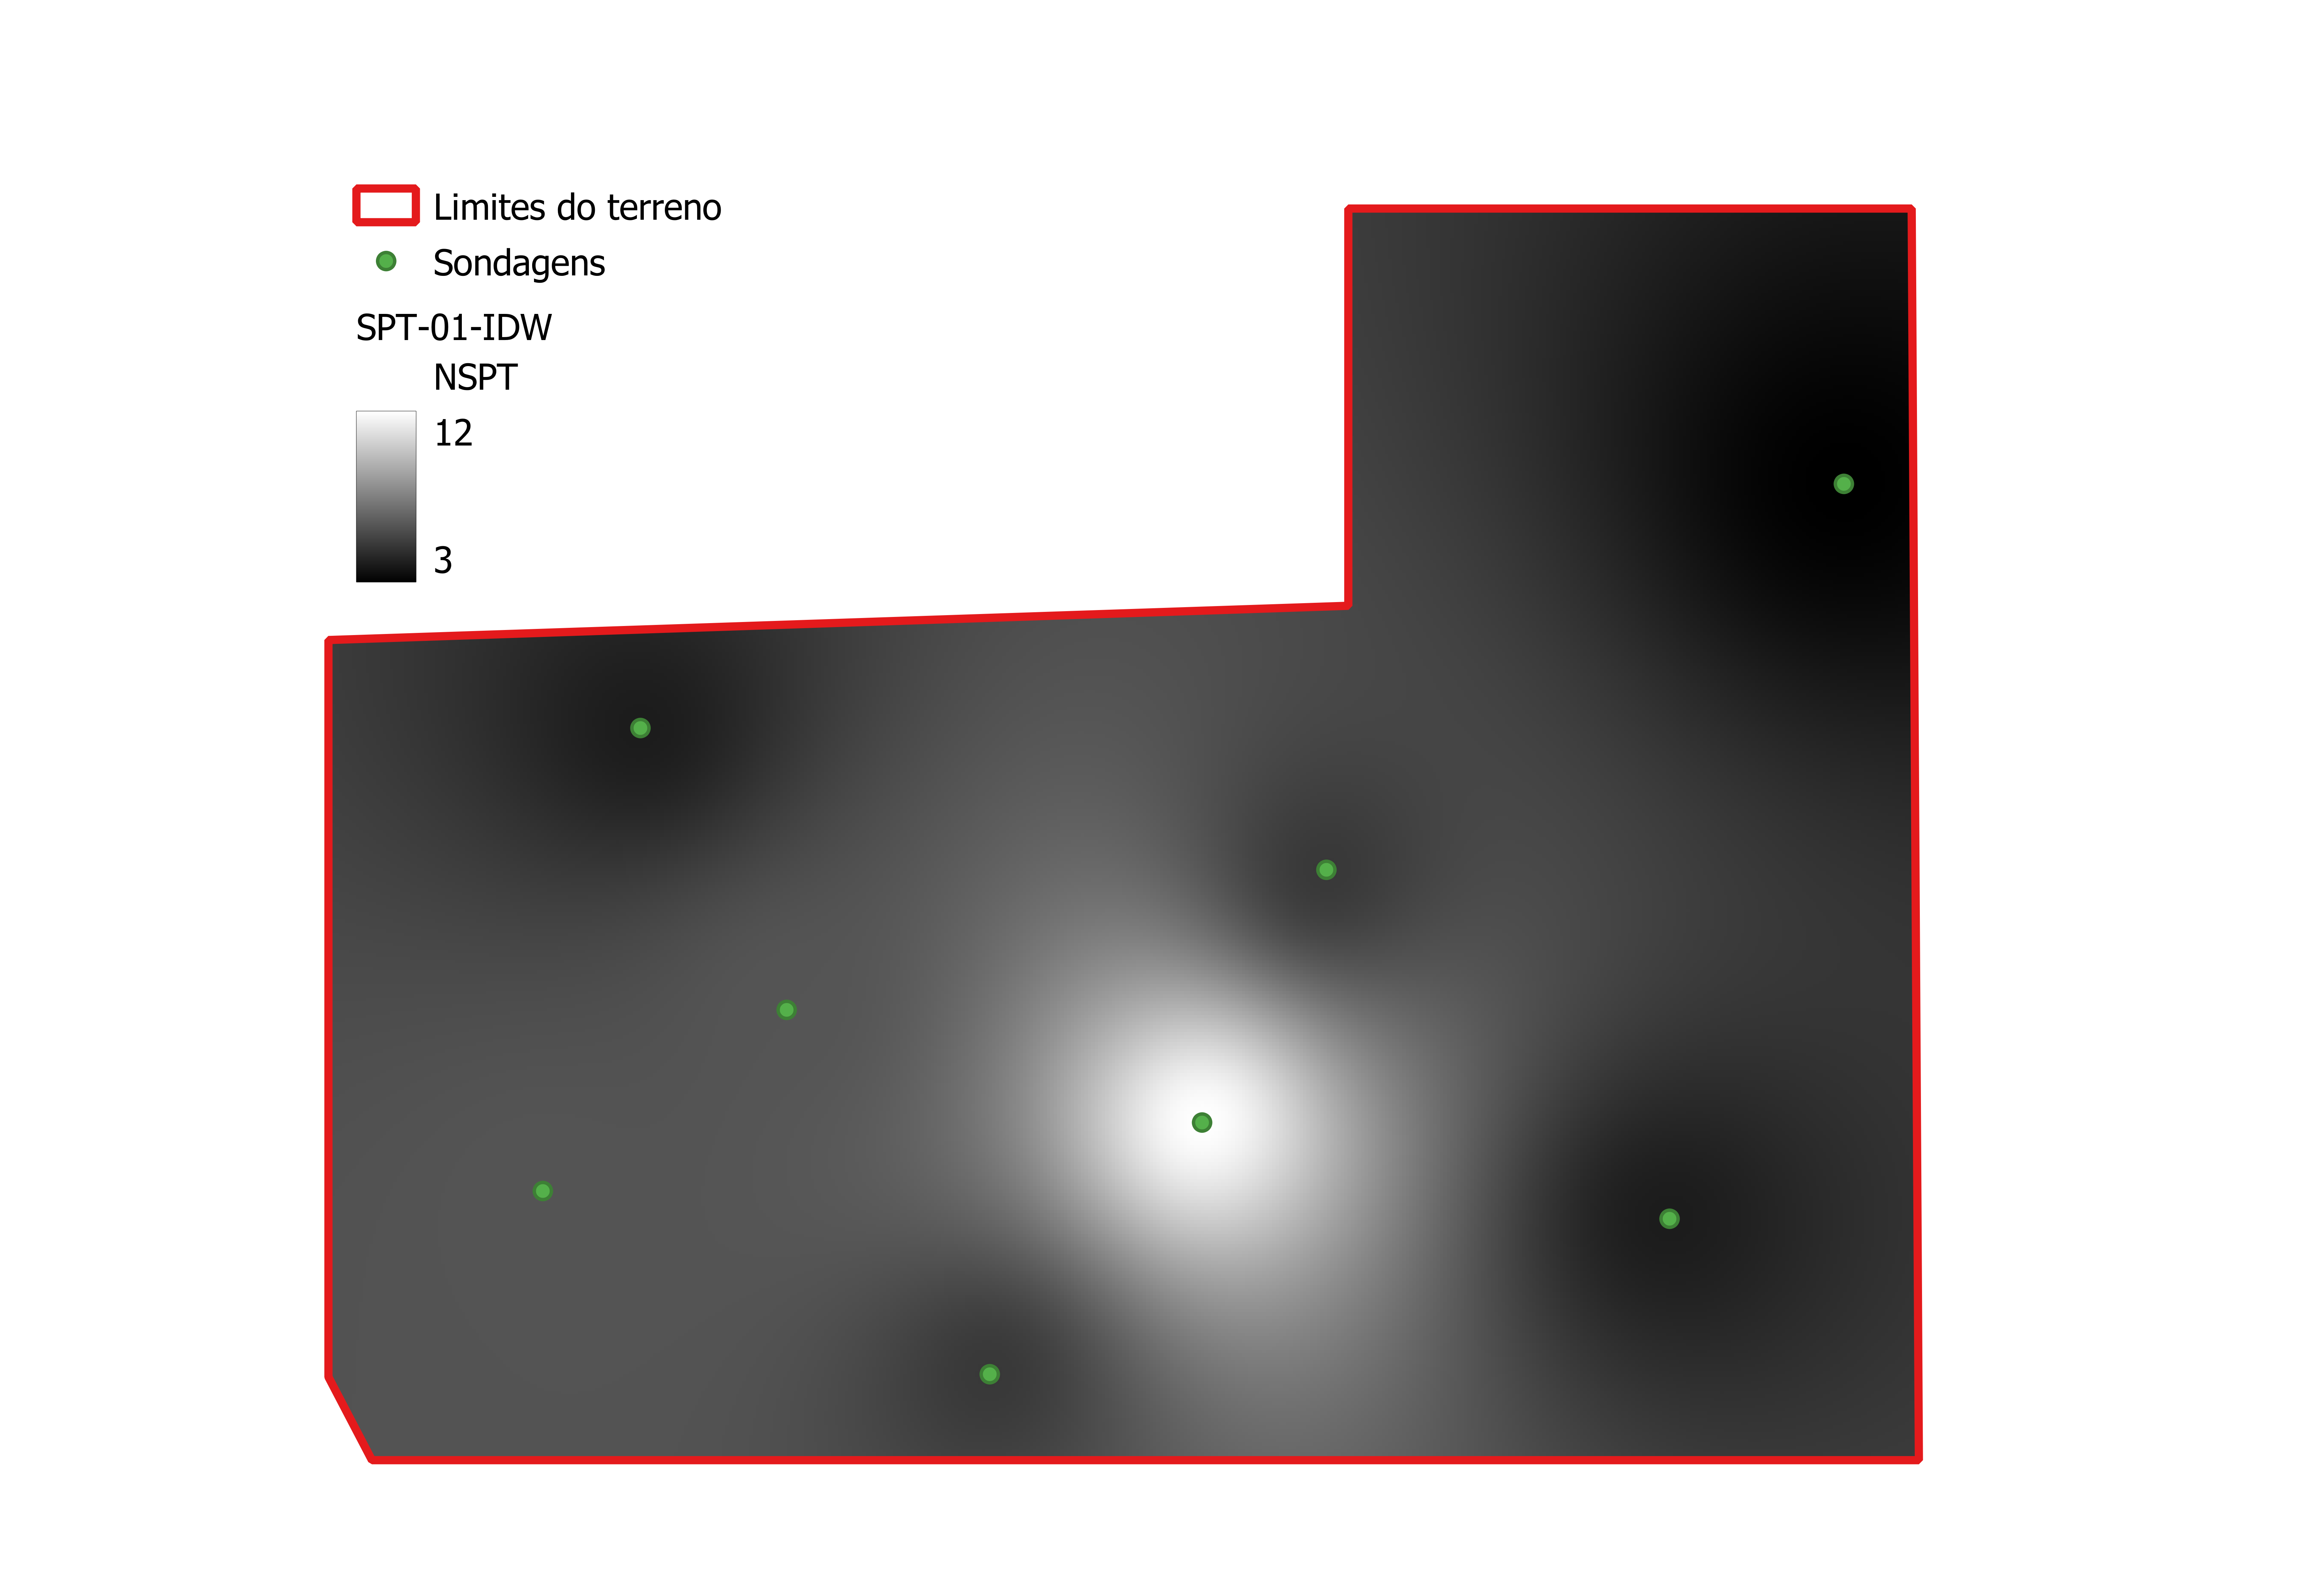 Limites do terreno
Sondagens
SPT-01-IDW
NSPT
12
3